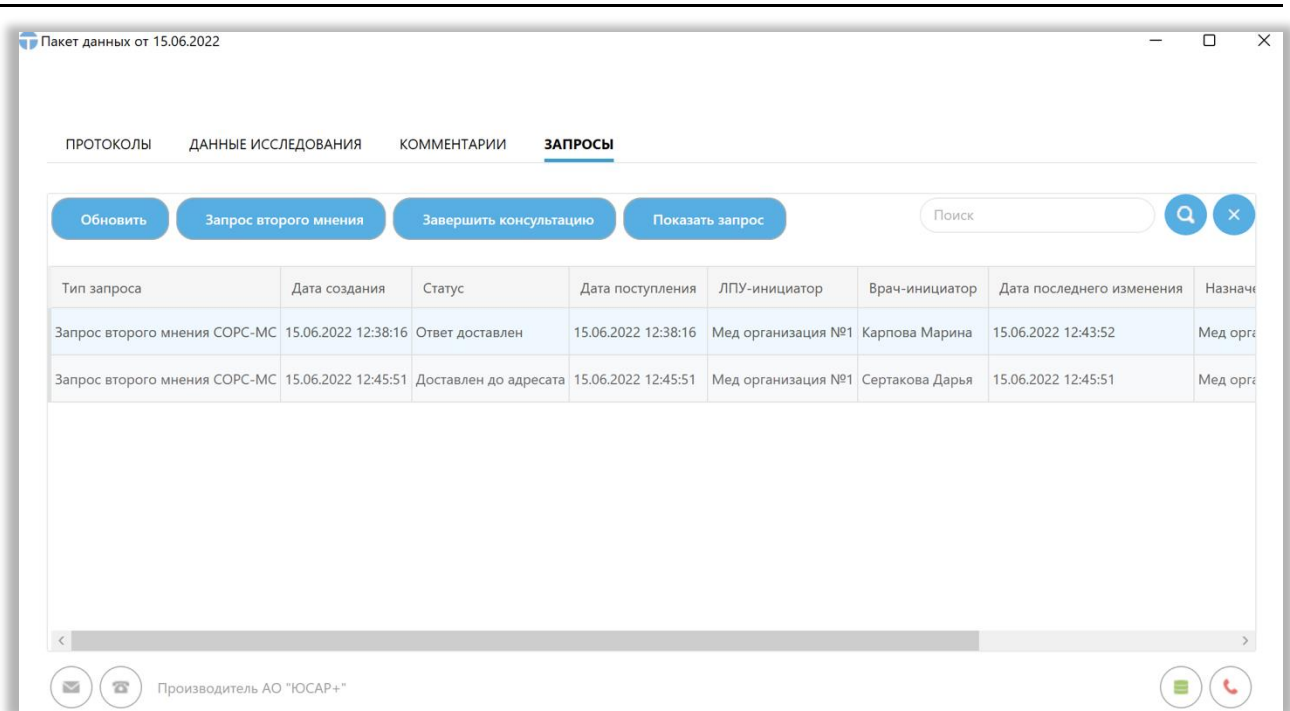 Пакет данных от 15.06.2022
ПРОТОКОЛЫ ДАННЫЕ ИССЛЕДОВАНИЯ КОММЕНТАРИИ ЗАПРОСЫ
Обновить Запрос второго мнения Завершить консультацию Показать запрос Поиск
Тип запроса Дата создания Статус Дата поступления ЛПУ-инициатор Врач-инициатор Дата последнего изменения Назначе
Запрос второго мнения СОРС-МС 15.06.2022 12:38:16 Ответ доставлен 15.06.2022 12:38:16 Мед организация №1 Карпова Марина 15.06.2022 12:43:52 Мед орга
Запрос второго мнения СОРС-МС 15.06.2022 12:45:51 Доставлен до адресата 15.06.2022 12:45:51 Мед организация №1 Сертакова Дарья 15.06.2022 12:45:51 Мед орга
Производитель АО "ЮСАР+"